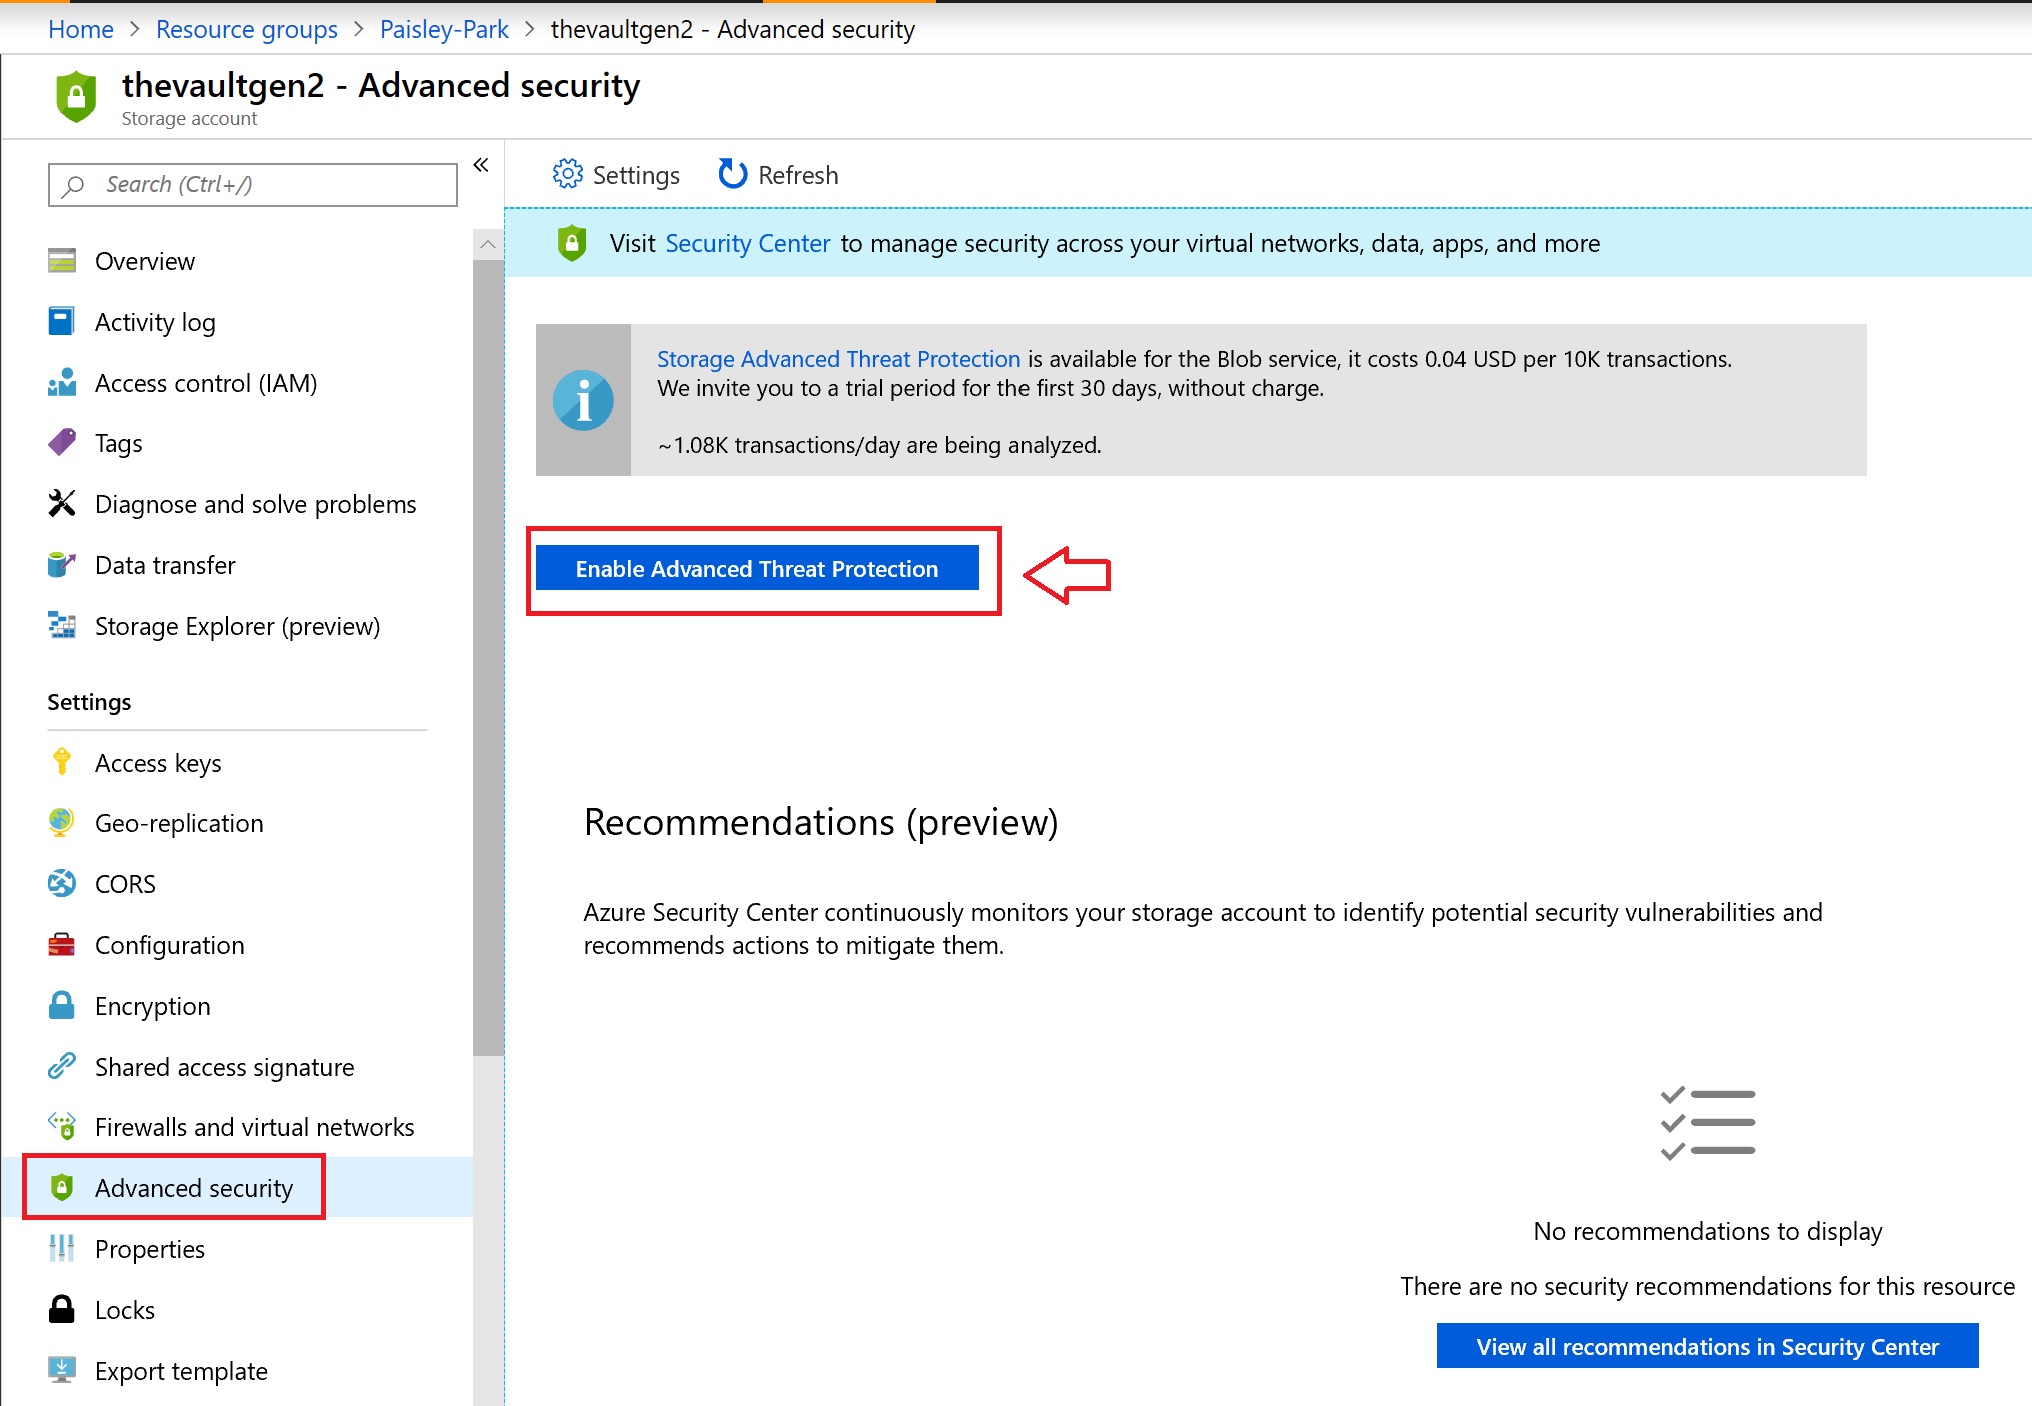 Home > Resource groups > Paisley-Park > thevaultgen2 - Advanced security
thevaultgen2 - Advanced security
Storage account
Search (Ctrl+/)
«
Overview
Activity log
Access control (IAM)
Tags
Diagnose and solve problems
Data transfer
Storage Explorer (preview)
Settings
Access keys
Geo-replication
CORS
Configuration
Encryption
Shared access signature
Firewalls and virtual networks
Advanced security
Properties
Locks
Export template
Settings Refresh
Visit Security Center to manage security across your virtual networks, data, apps, and more
Storage Advanced Threat Protection is available for the Blob service, it costs 0.04 USD per 10K transactions.
We invite you to a trial period for the first 30 days, without charge.
~1.08K transactions/day are being analyzed.
Enable Advanced Threat Protection
Recommendations (preview)
Azure Security Center continuously monitors your storage account to identify potential security vulnerabilities and
recommends actions to mitigate them.
No recommendations to display
There are no security recommendations for this resource
View all recommendations in Security Center